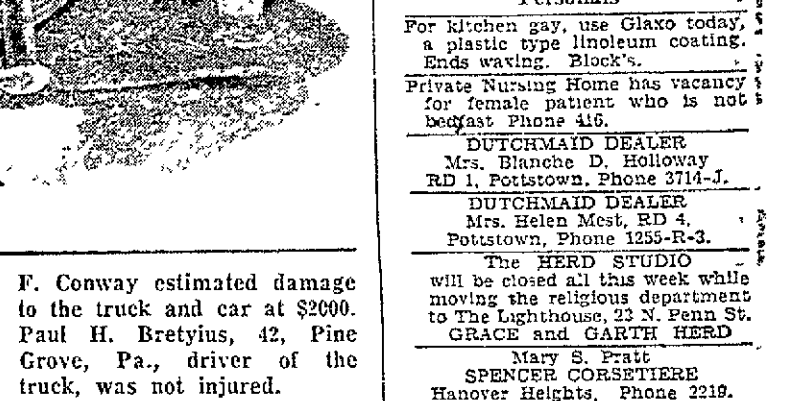 F. Conway estimated damage
to the truck and car at $2000.
Paul H. Bretyius, 42, Pine
Grove, Pa., driver of the
truck, was not injured.
Personals
For kitchen gay, use Glaxo today,
a plastic type linoleum coating.
Ends waxing. Block's.
Private Nursing Home has vacancy
for female patient who is not
bedfast Phone 416.
DUTCHMAID DEALER
Mrs. Blanche D. Holloway
RD 1, Pottstown, Phone 3714-J.
DUTCHMAID DEALER
Mrs. Helen Mest, RD 4,
Pottstown, Phone 1255-R-3.
The HERD STUDIO
will be closed all this week while
moving the religious department
to The Lighthouse, 23 N. Penn St.
GRACE and GARTH HERD
Mary S. Pratt
SPENCER CORSETIERE
Hanover Heights, Phone 2219.